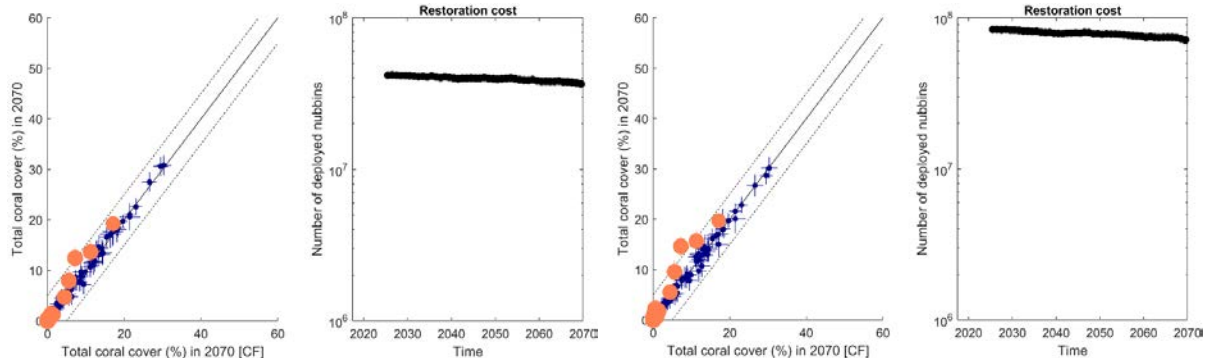 Total coral cover (%) in 2070
60
50
40
30
20
10
0
0 20 40 60
Total coral cover (%) in 2070 [CF]
Restoration cost
Number of deployed nubbins
10^8
10^7
10^6
2020 2030 2040 2050 2060 2070
Time
Total coral cover (%) in 2070
60
50
40
30
20
10
0
0 20 40 60
Total coral cover (%) in 2070 [CF]
Restoration cost
Number of deployed nubbins
10^8
10^7
10^6
2020 2030 2040 2050 2060 2070
Time